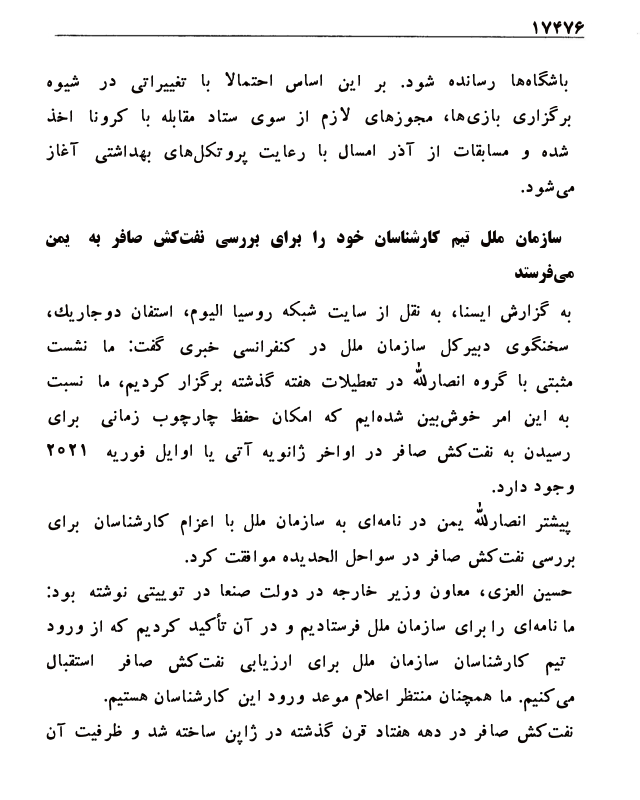 ۱۷۴۷۶
باشگاه‌ها رسانده شود. بر این اساس احتمالا با تغییراتی در شیوه
برگزاری بازی‌ها، مجوزهای لازم از سوی ستاد مقابله با کرونا اخذ
شده و مسابقات از آذر امسال با رعایت پروتکل‌های بهداشتی آغاز
می‌شود.
سازمان ملل تیم کارشناسان خود را برای بررسی نفت‌کش صافر به یمن
می‌فرستد
به گزارش ایسنا، به نقل از سایت شبکه روسیا الیوم، استفان دوجاریك،
سخنگوی دبیرکل سازمان ملل در کنفرانسی خبری گفت: ما نشست
مثبتی با گروه انصارالله در تعطیلات هفته گذشته برگزار کردیم، ما نسبت
به این امر خوش‌بین شده‌ایم که امکان حفظ چارچوب زمانی برای
رسیدن به نفت‌کش صافر در اواخر ژانویه آتی یا اوایل فوریه ۲۰۲۱
وجود دارد.
پیشتر انصارالله یمن در نامه‌ای به سازمان ملل با اعزام کارشناسان برای
بررسی نفت‌کش صافر در سواحل الحدیده موافقت کرد.
حسین العزی، معاون وزیر خارجه در دولت صنعا در توییتی نوشته بود:
ما نامه‌ای را برای سازمان ملل فرستادیم و در آن تأکید کردیم که از ورود
تیم کارشناسان سازمان ملل برای ارزیابی نفت‌کش صافر استقبال
می‌کنیم. ما همچنان منتظر اعلام موعد ورود این کارشناسان هستیم.
نفت‌کش صافر در دهه هفتاد قرن گذشته در ژاپن ساخته شد و ظرفیت آن